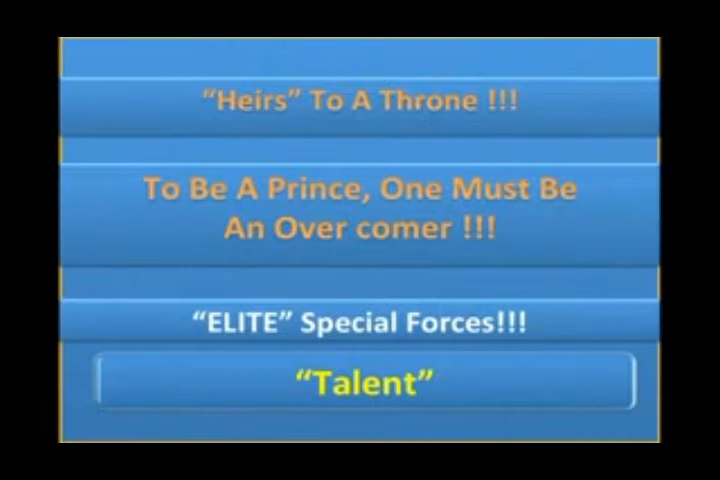 “Heirs” To A Throne !!!
To Be A Prince, One Must Be
An Over comer !!!
“ELITE” Special Forces!!!
“Talent”